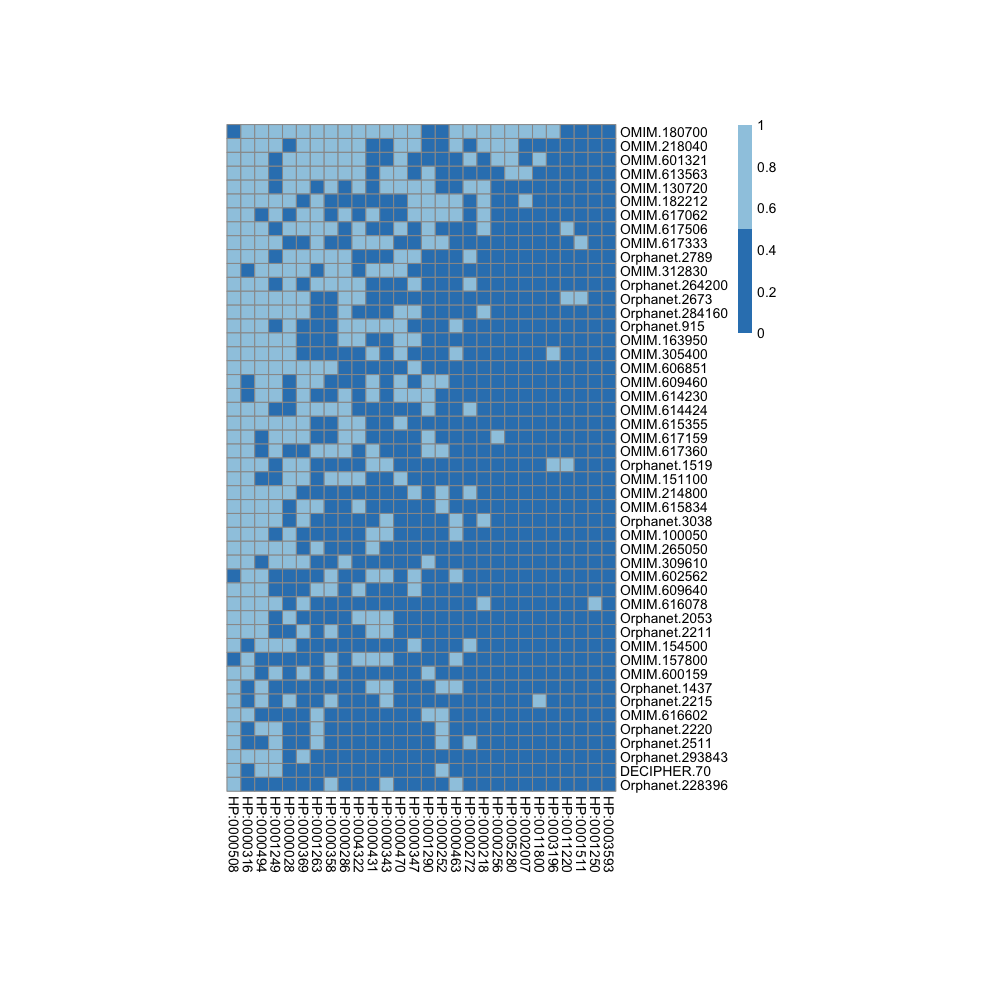 1
OMIM.180700
OMIM.218040
OMIM.601321
0.8
OMIM.613563
OMIM.130720
OMIM.182212
0.6
OMIM.617062
OMIM.617506
OMIM.617333
0.4
Orphanet.2789
OMIM.312830
Orphanet.264200
0.2
Orphanet.2673
OMIM.284160
Orphanet.915
0
OMIM.163950
OMIM.305400
OMIM.606851
OMIM.609460
OMIM.614230
OMIM.614424
OMIM.615355
OMIM.617159
OMIM.617360
Orphanet.1519
OMIM.151100
OMIM.214800
OMIM.615834
Orphanet.3038
OMIM.100050
OMIM.265050
OMIM.309610
OMIM.602562
OMIM.609640
OMIM.616078
Orphanet.2053
Orphanet.2211
OMIM.154500
OMIM.157800
OMIM.600159
Orphanet.1437
Orphanet.2215
OMIM.616602
Orphanet.2220
Orphanet.2511
Orphanet.293843
DECIPHER.70
Orphanet.228396
HP:0000508
HP:0000316
HP:0000494
HP:0001249
HP:0000028
HP:0000369
HP:0001263
HP:0000358
HP:0000286
HP:0004322
HP:0000431
HP:0000343
HP:0000470
HP:0000347
HP:0001290
HP:0000252
HP:0000463
HP:0000272
HP:0000218
HP:0000256
HP:0005280
HP:0002007
HP:0011800
HP:0003196
HP:0011220
HP:0001511
HP:0001250
HP:0003593